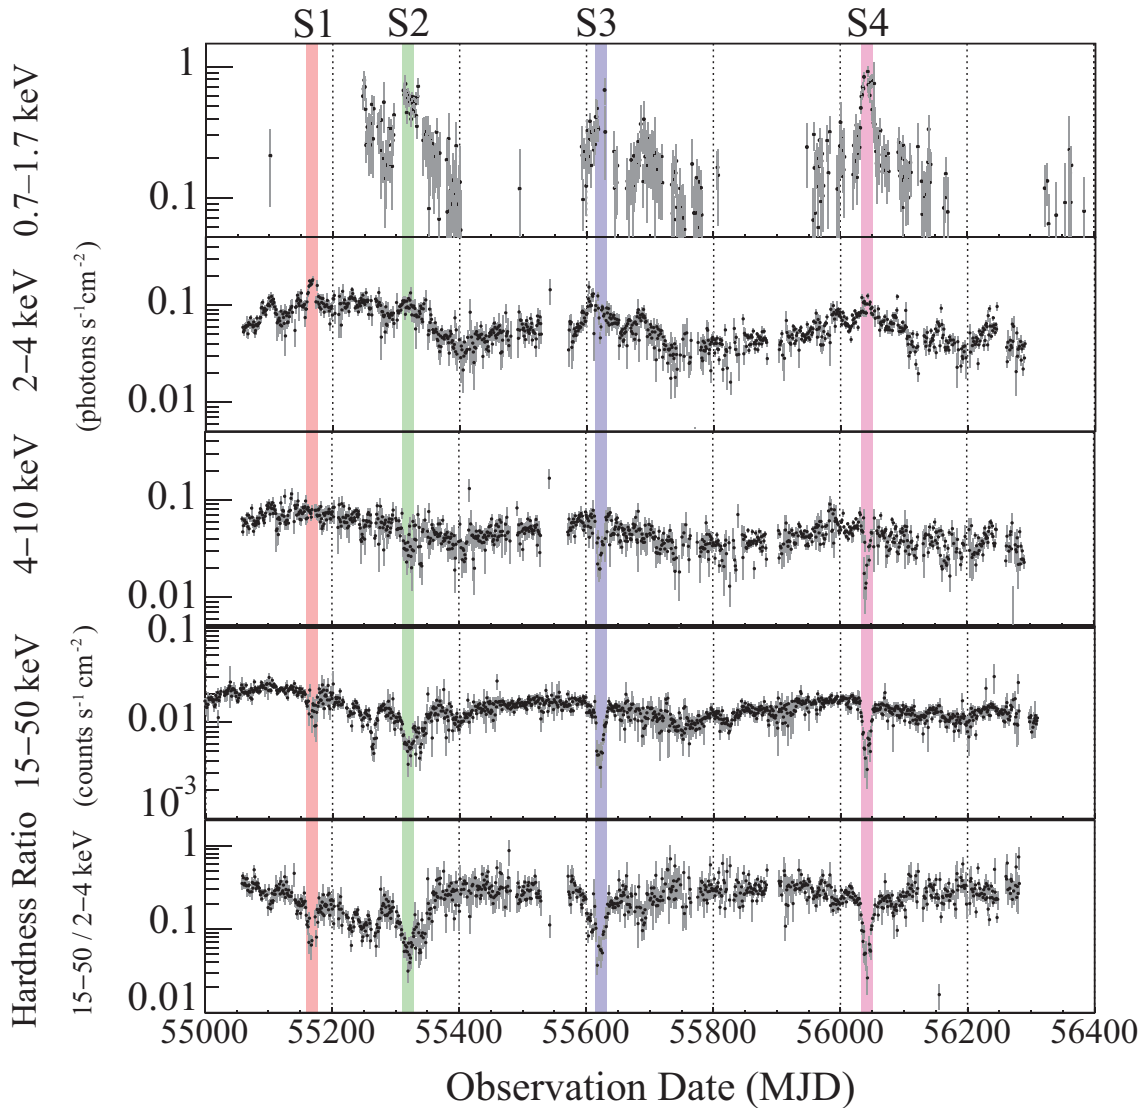 S1 S2 S3 S4
0.7−1.7 keV
1
0.1
2−4 keV
(photons s⁻¹cm⁻²)
0.1
0.01
4−10 keV
0.1
0.01
15−50 keV
(counts s⁻¹ cm⁻²)
0.1
0.01
10⁻³
Hardness Ratio
15−50 / 2−4 keV
1
0.1
0.01
55000 55200 55400 55600 55800 56000 56200 56400
Observation Date (MJD)